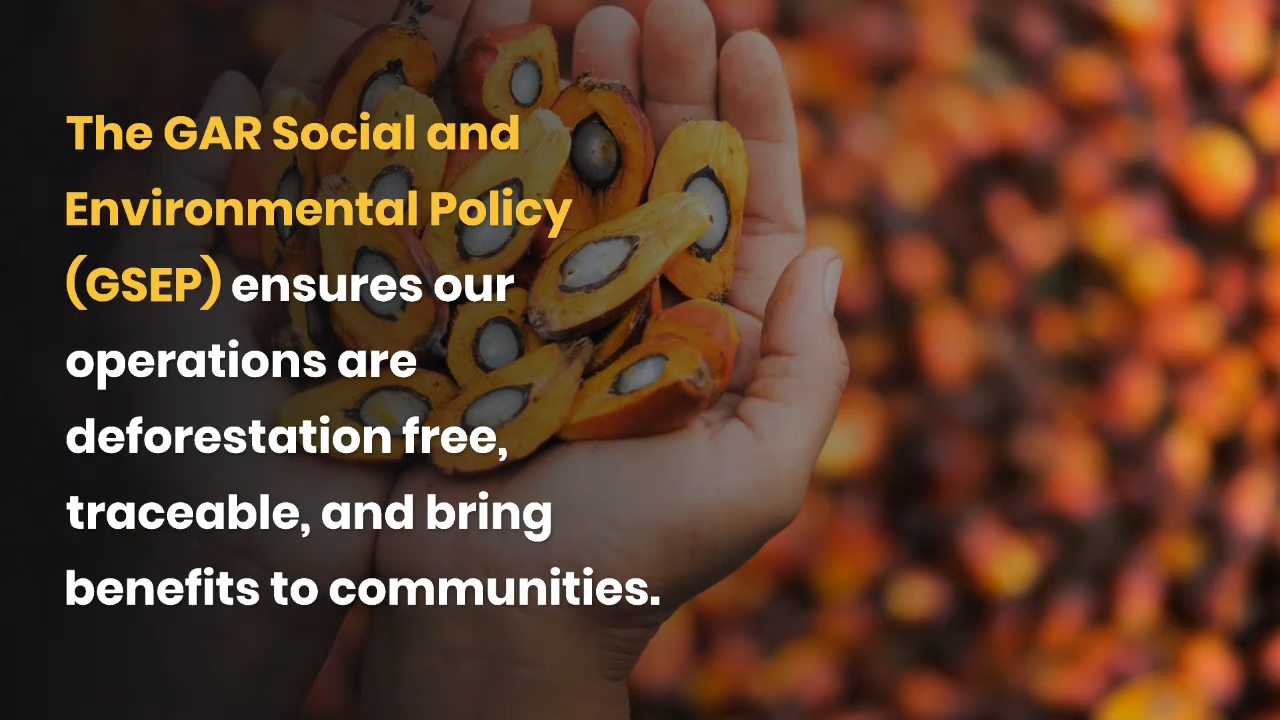 The GAR Social and
Environmental Policy
(GSEP) ensures our
operations are
deforestation free,
traceable, and bring
benefits to communities.